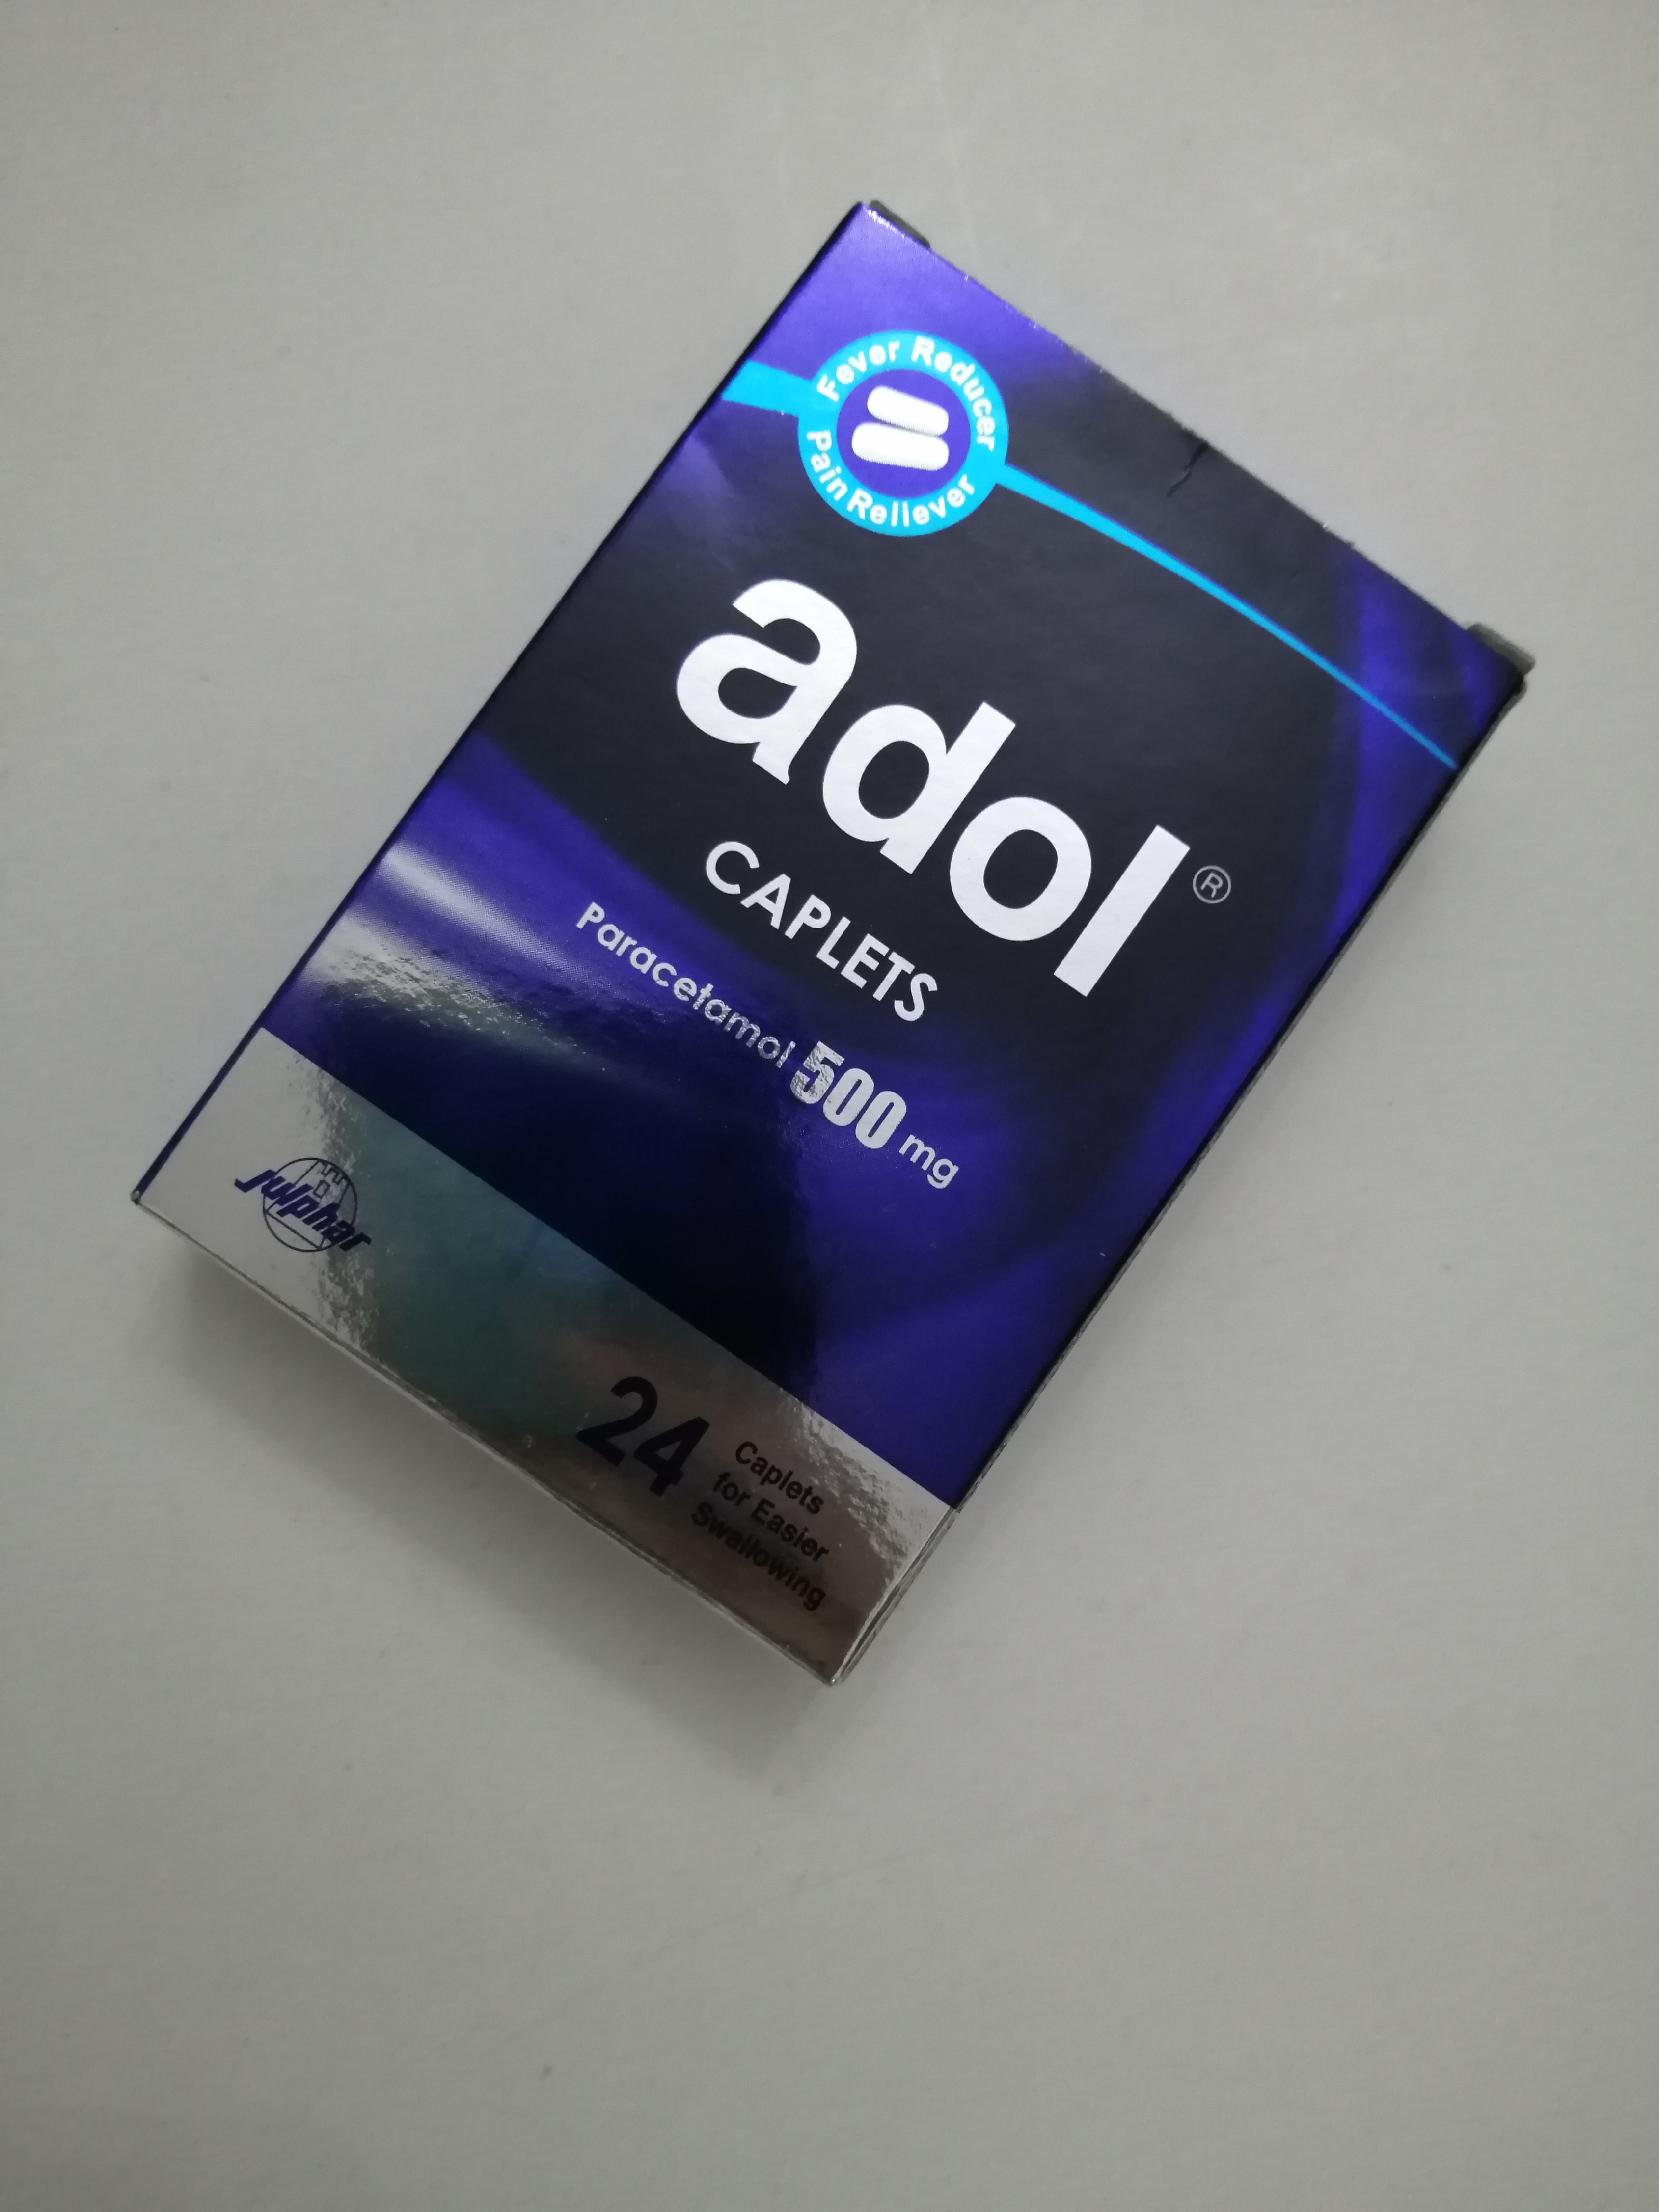 Fever Reducer
Pain Reliever
adol®
CAPLETS
Paracetamol 500 mg
julphar
24
Caplets
for Easier
Swallowing